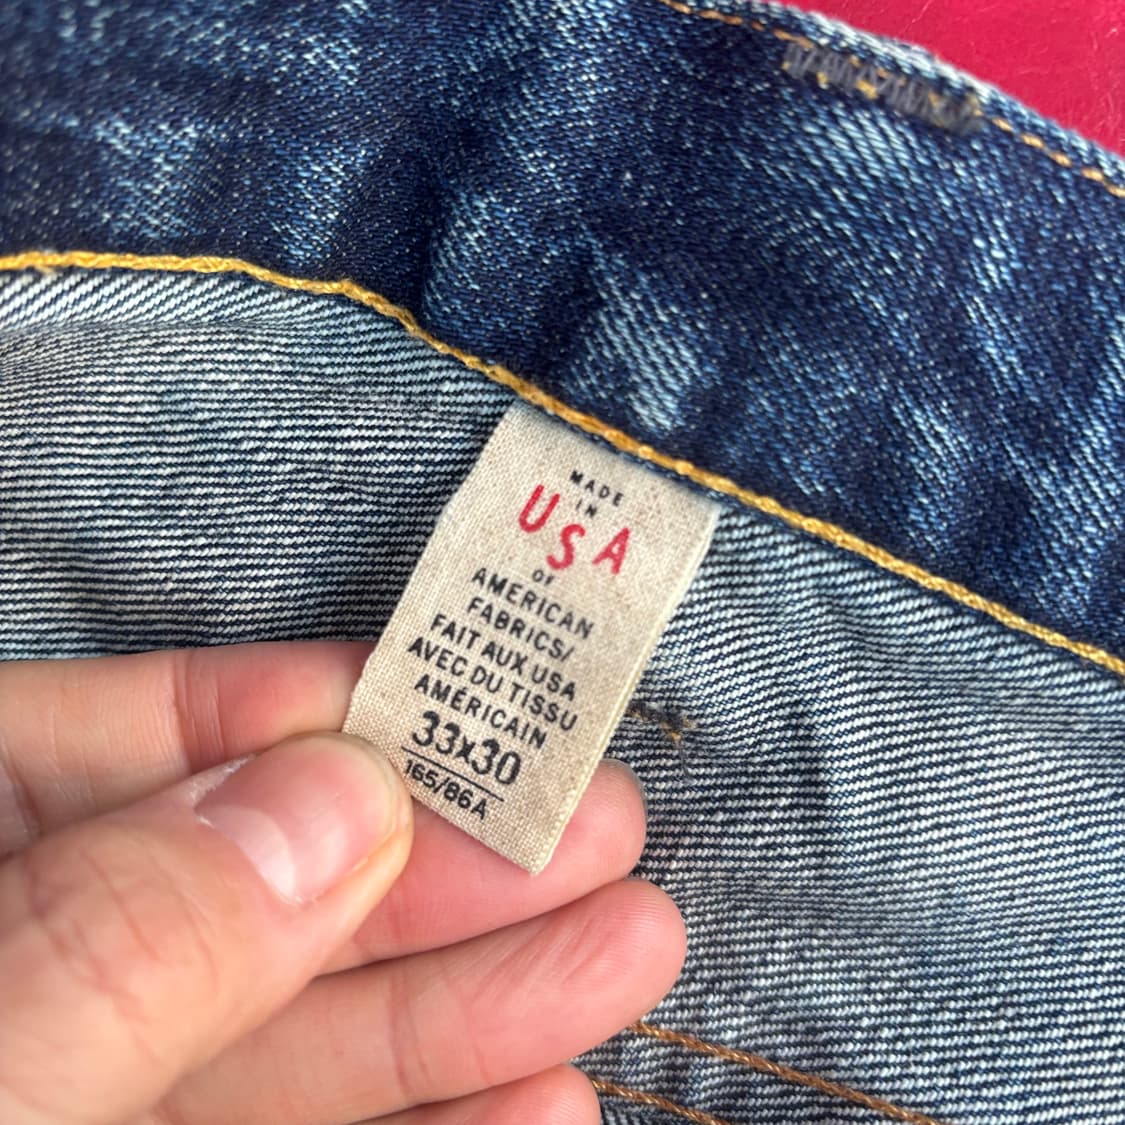 MADE
IN
USA
OF
AMERICAN
FABRICS/
FAIT AUX USA
AVEC DU TISSU
AMÉRICAIN
33x30
165/86A